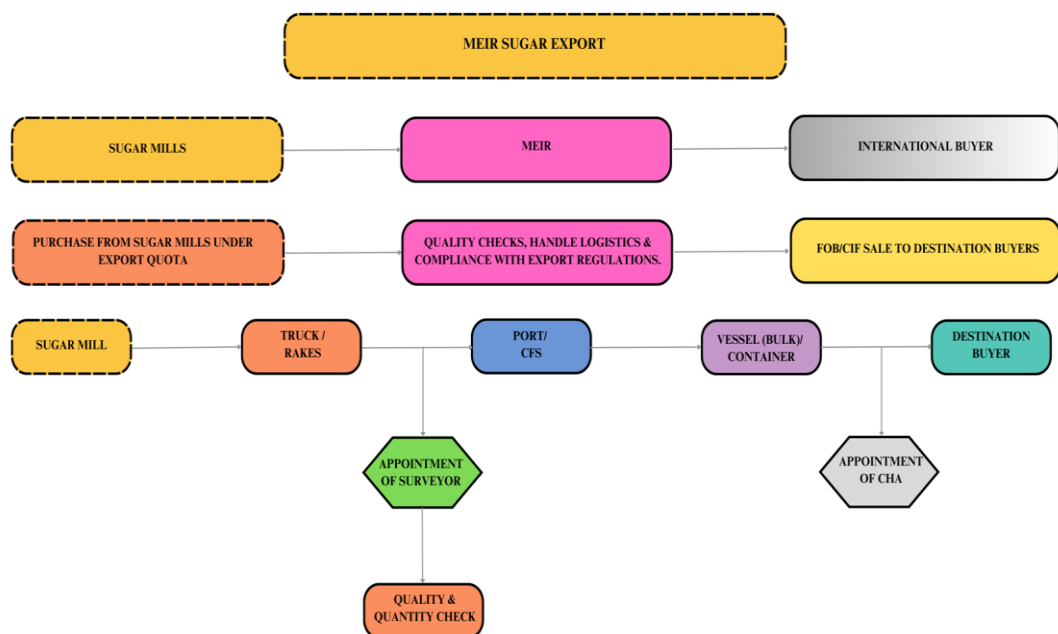 MEIR SUGAR EXPORT
SUGAR MILLS
MEIR
INTERNATIONAL BUYER
PURCHASE FROM SUGAR MILLS UNDER
EXPORT QUOTA
QUALITY CHECKS, HANDLE LOGISTICS &
COMPLIANCE WITH EXPORT REGULATIONS.
FOB/CIF SALE TO DESTINATION BUYERS
SUGAR MILL
TRUCK /
RAKES
PORT/
CFS
VESSEL (BULK)/
CONTAINER
DESTINATION
BUYER
APPOINTMENT
OF SURVEYOR
APPOINTMENT
OF CHA
QUALITY &
QUANTITY CHECK